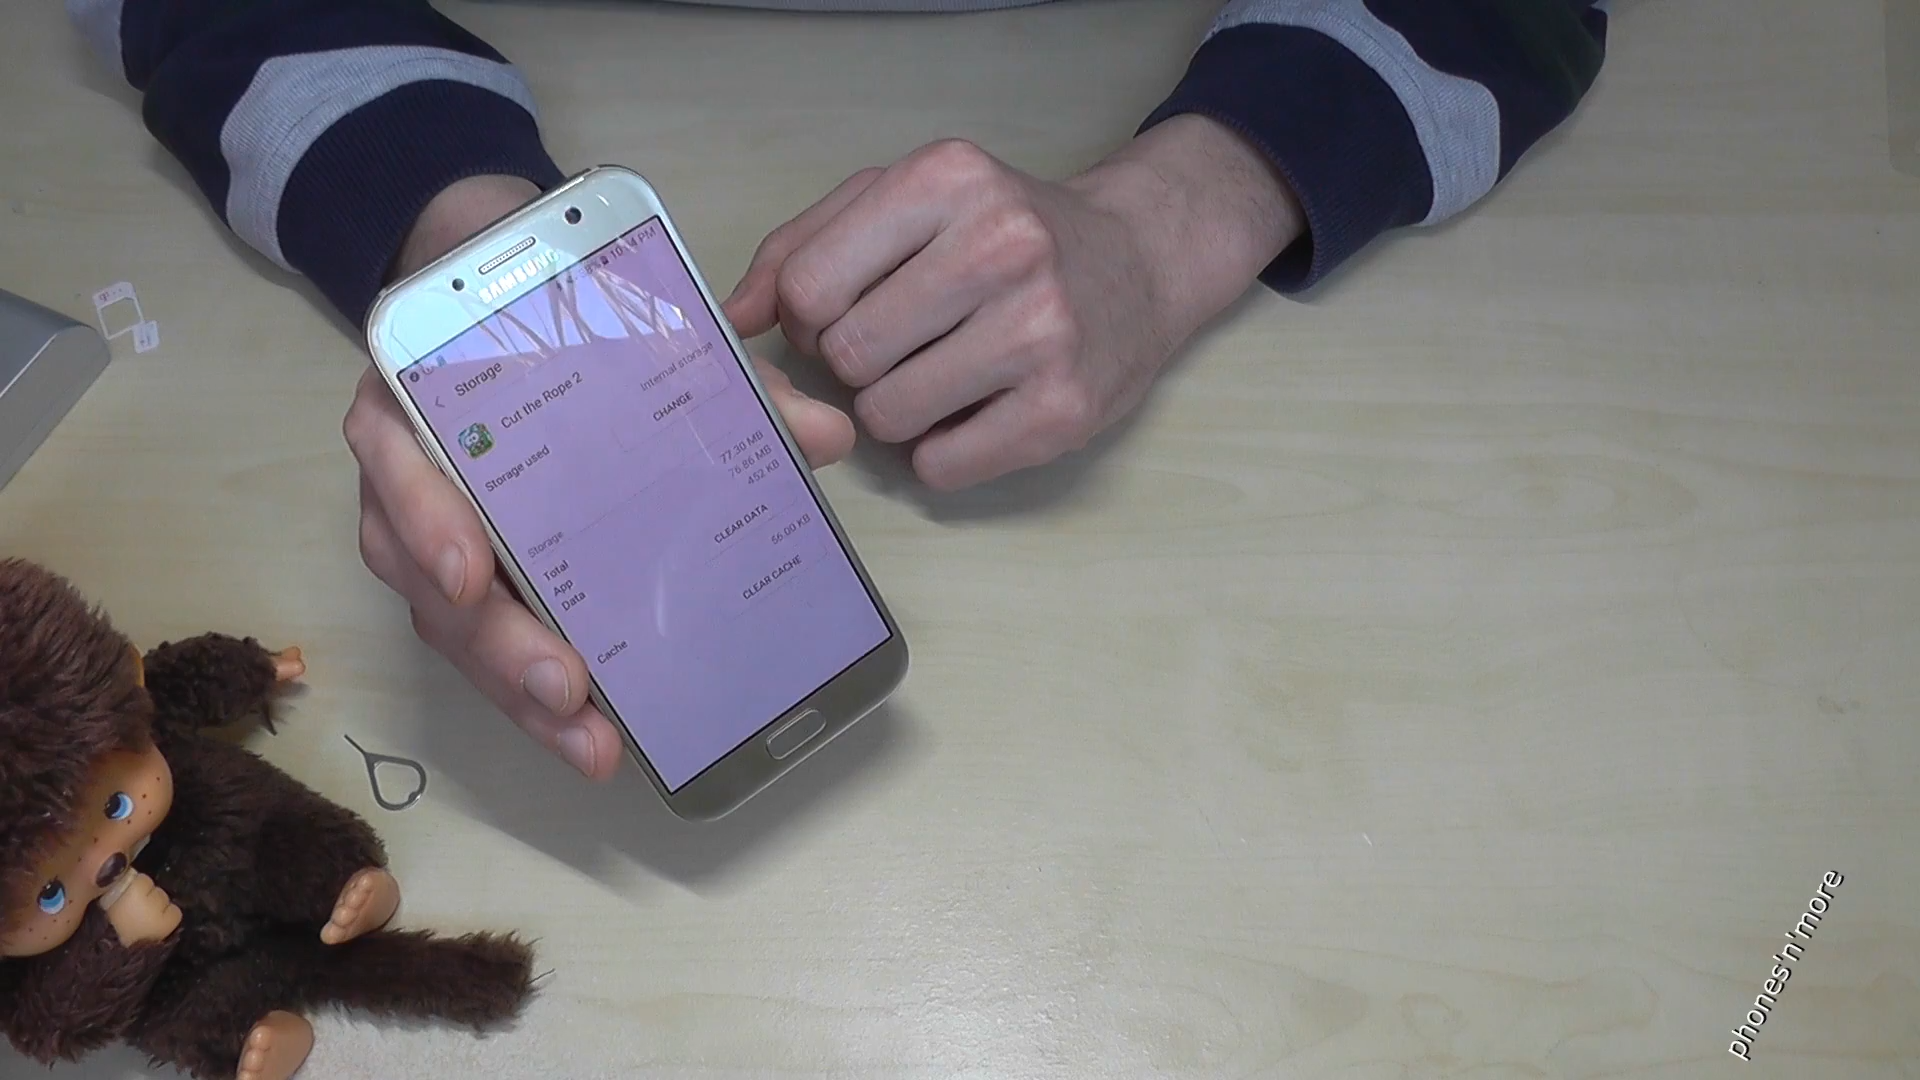 SAMSUNG
Storage
Cut the Rope 2
Storage used
Internal storage
CHANGE
Storage
Total 77.30 MB
App 76.86 MB
Data 452 KB
CLEAR DATA
Cache 56.00 KB
CLEAR CACHE
phones'n'more